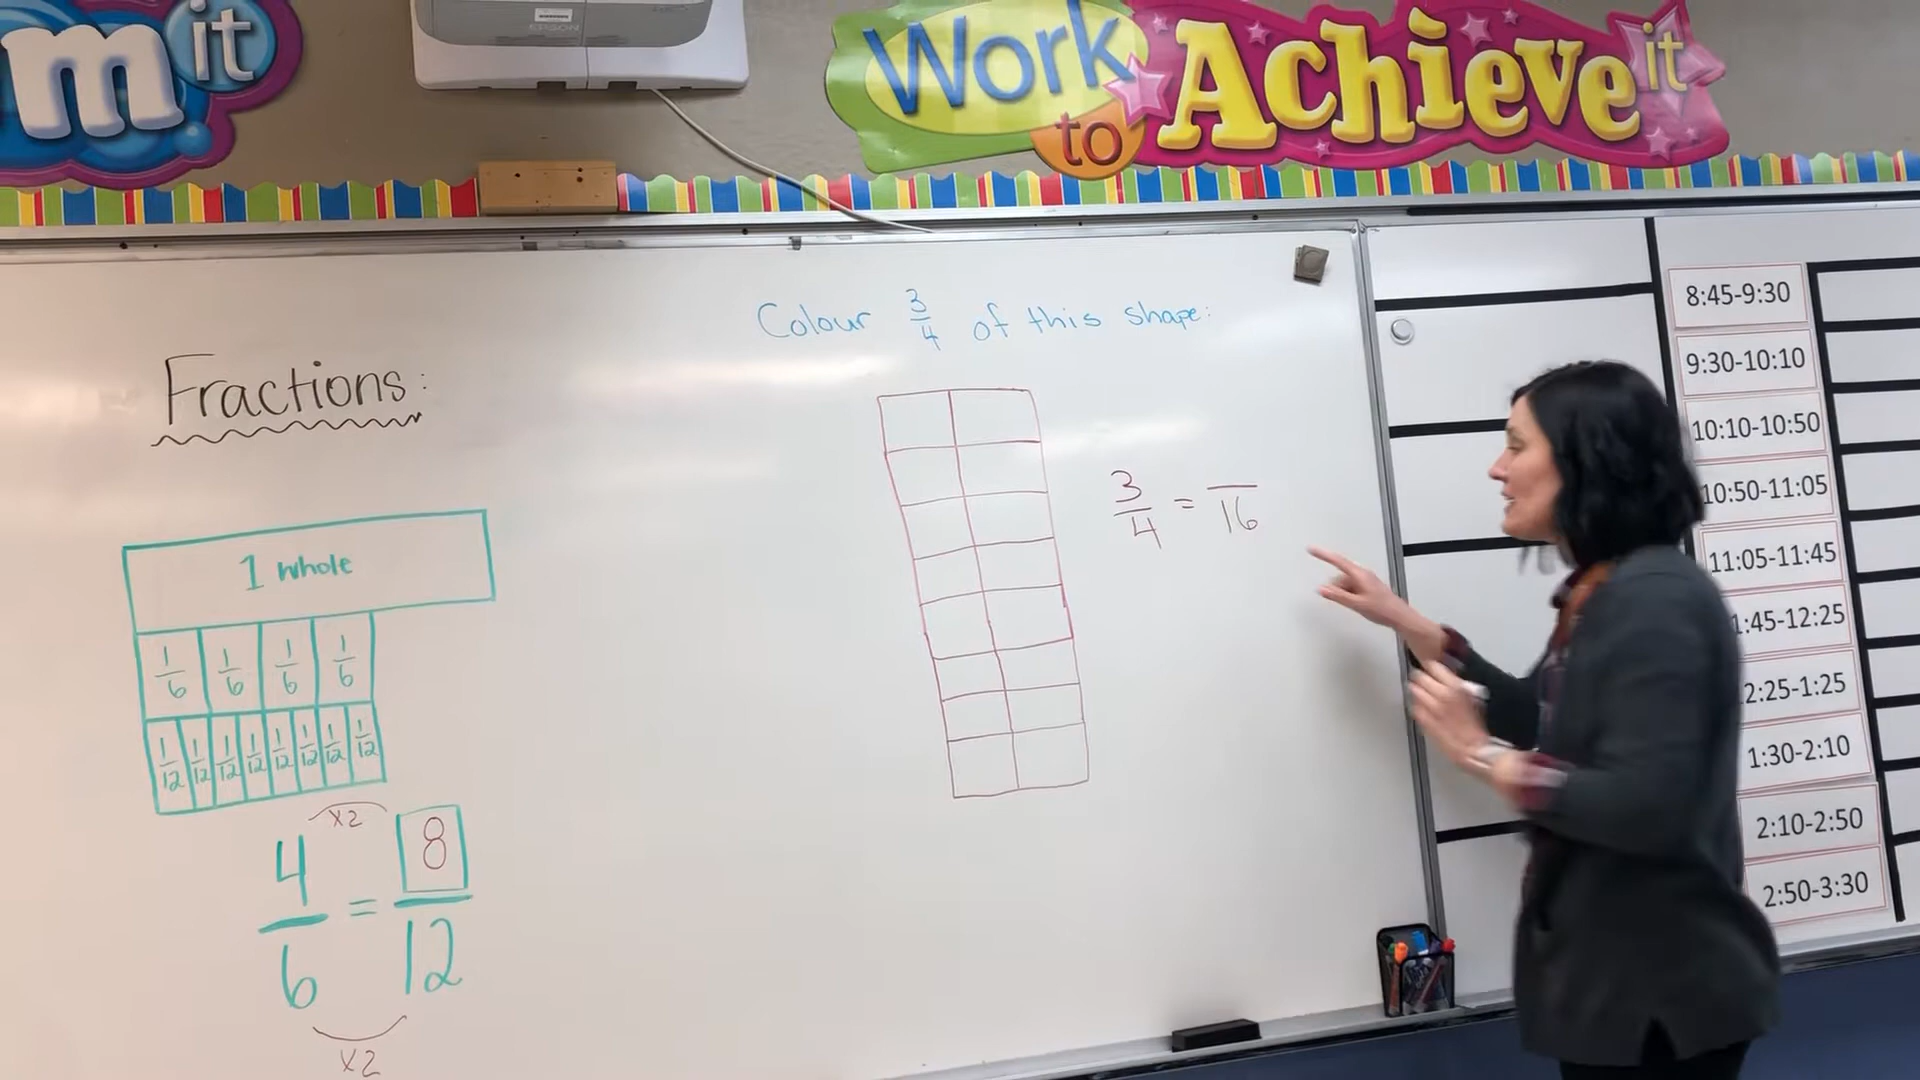 m it
EPSON
Work to Achieve it
Colour 3/4 of this shape:
Fractions:
1 whole
1/6 1/6 1/6 1/6
1/12 1/12 1/12 1/12 1/12 1/12 1/12 1/12
x2
4/6 = 8/12
x2
3/4 = /16
8:45-9:30
9:30-10:10
10:10-10:50
10:50-11:05
11:05-11:45
1:45-12:25
2:25-1:25
1:30-2:10
2:10-2:50
2:50-3:30